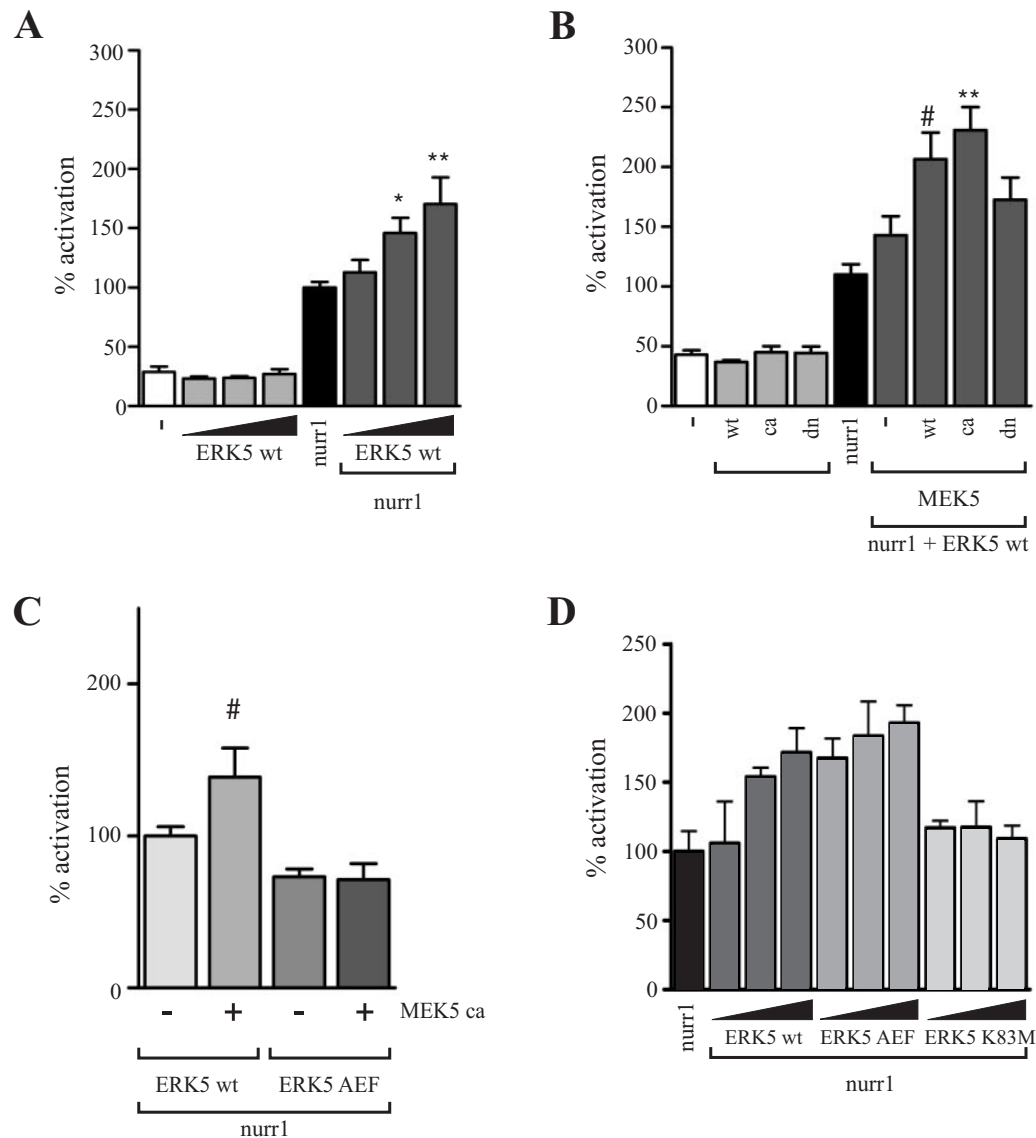 A
% activation
300
250
200
150
100
50
0
* **
-
ERK5 wt
nurr1
ERK5 wt
nurr1
B
% activation
300
250
200
150
100
50
0
# **
- wt ca dn nurr1 - wt ca dn
MEK5
nurr1 + ERK5 wt
C
% activation
200
100
0
#
- + - + MEK5 ca
ERK5 wt ERK5 AEF
nurr1
D
% activation
250
200
150
100
50
0
nurr1
ERK5 wt ERK5 AEF ERK5 K83M
nurr1